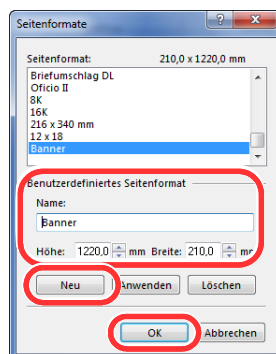 Seitenformate
Seitenformat: 210,0 x 1220,0 mm
Briefumschlag DL
Oficio II
8K
16K
216 x 340 mm
12 x 18
Banner
Benutzerdefiniertes Seitenformat
Name:
Banner
Höhe: 1220,0 mm Breite: 210,0 mm
Neu Anwenden Löschen
OK Abbrechen